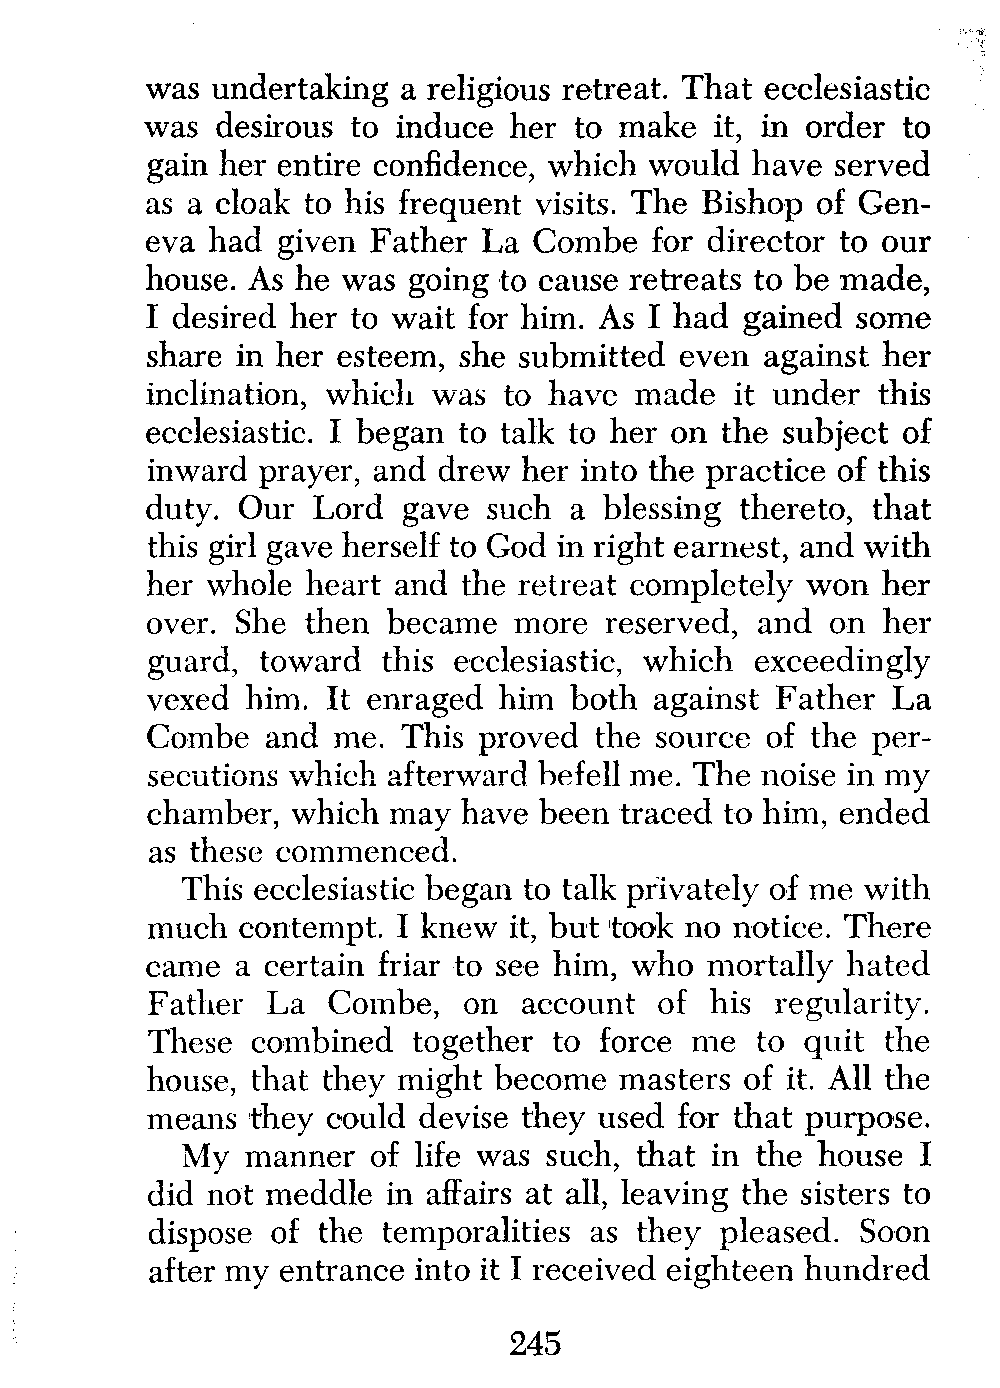 was undertaking a religious retreat. That ecclesiastic
was desirous to induce her to make it, in order to
gain her entire confidence, which would have served
as a cloak to his frequent visits. The Bishop of Gen-
eva had given Father La Combe for director to our
house. As he was going to cause retreats to be made,
I desired her to wait for him. As I had gained some
share in her esteem, she submitted even against her
inclination, which was to have made it under this
ecclesiastic. I began to talk to her on the subject of
inward prayer, and drew her into the practice of this
duty. Our Lord gave such a blessing thereto, that
this girl gave herself to God in right earnest, and with
her whole heart and the retreat completely won her
over. She then became more reserved, and on her
guard, toward this ecclesiastic, which exceedingly
vexed him. It enraged him both against Father La
Combe and me. This proved the source of the per-
secutions which afterward befell me. The noise in my
chamber, which may have been traced to him, ended
as these commenced.
This ecclesiastic began to talk privately of me with
much contempt. I knew it, but took no notice. There
came a certain friar to see him, who mortally hated
Father La Combe, on account of his regularity.
These combined together to force me to quit the
house, that they might become masters of it. All the
means they could devise they used for that purpose.
My manner of life was such, that in the house I
did not meddle in affairs at all, leaving the sisters to
dispose of the temporalities as they pleased. Soon
after my entrance into it I received eighteen hundred
245